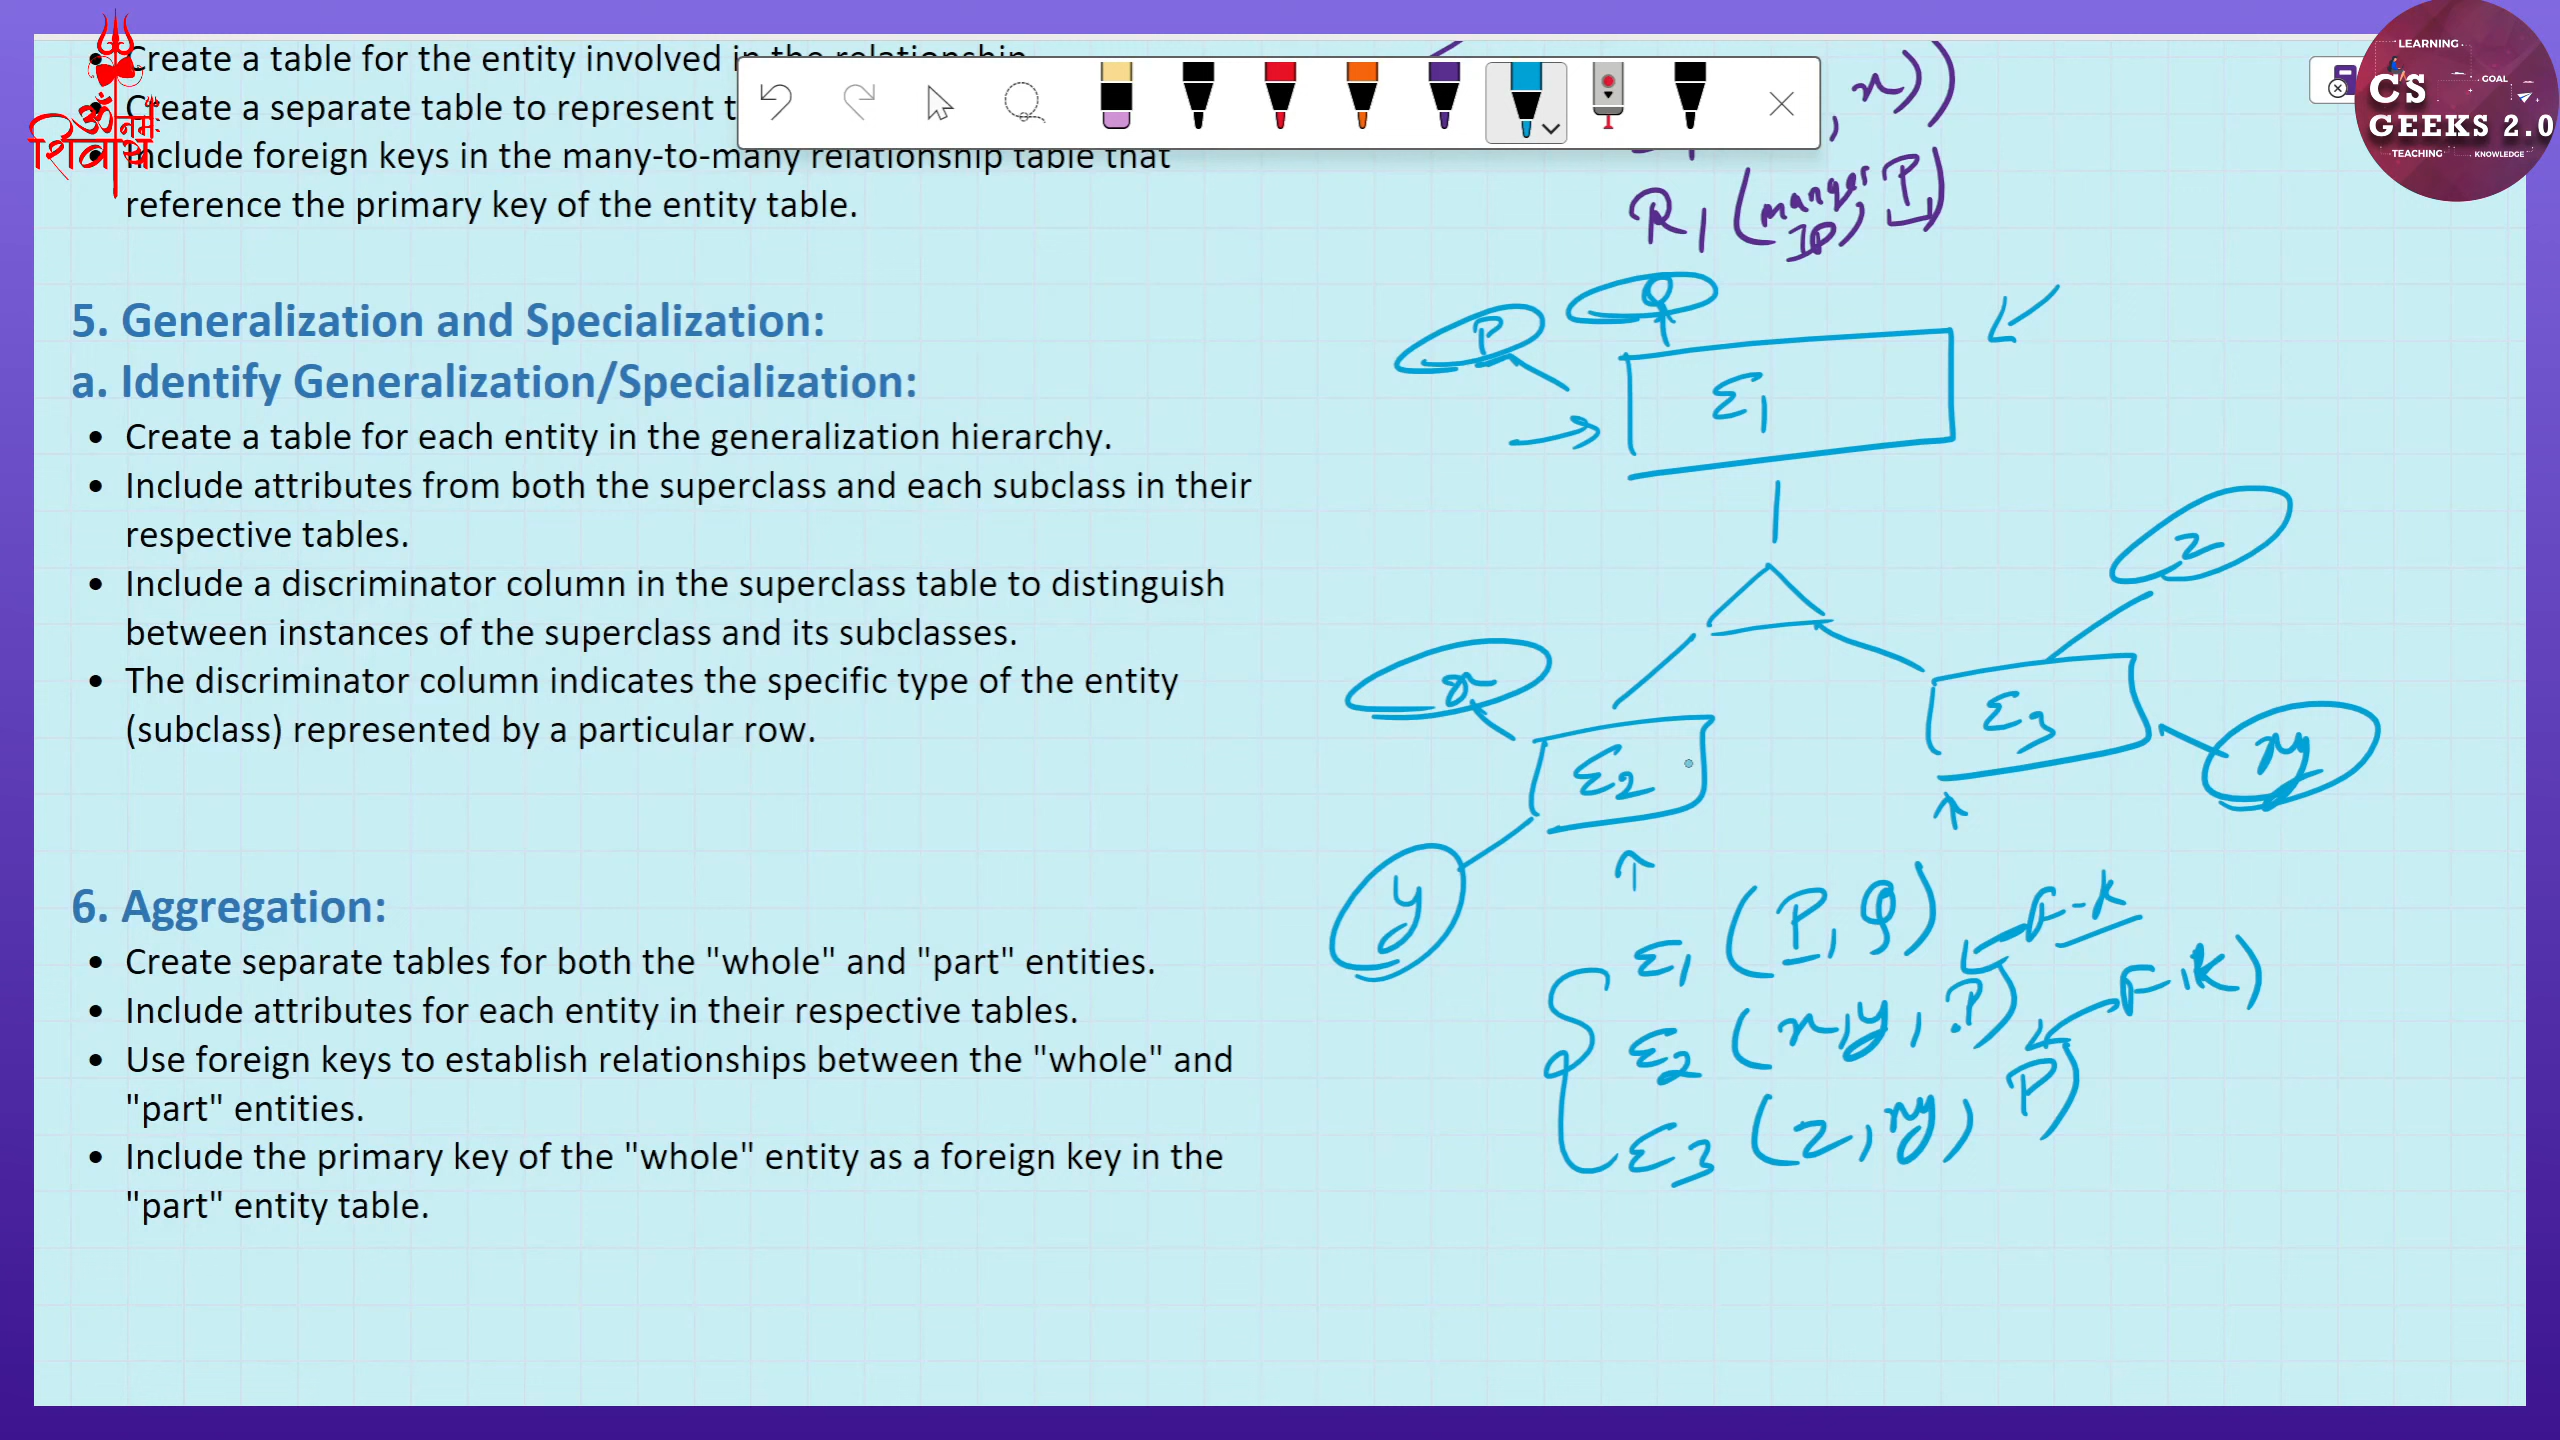 Create a table for the entity involved in the relationship
Create a separate table to represent t
Include foreign keys in the many-to-many relationship table that
reference the primary key of the entity table.
ॐ नमः
शिवाय
5. Generalization and Specialization:
a. Identify Generalization/Specialization:
• Create a table for each entity in the generalization hierarchy.
• Include attributes from both the superclass and each subclass in their
respective tables.
• Include a discriminator column in the superclass table to distinguish
between instances of the superclass and its subclasses.
• The discriminator column indicates the specific type of the entity
(subclass) represented by a particular row.
6. Aggregation:
• Create separate tables for both the "whole" and "part" entities.
• Include attributes for each entity in their respective tables.
• Use foreign keys to establish relationships between the "whole" and
"part" entities.
• Include the primary key of the "whole" entity as a foreign key in the
"part" entity table.
, x))
R1 (manger ID, P)
P
Q
E1
z
x
E2
E3
xy
y
E1 (P, Q)
F-K
E2 (x, y, P)
F.K)
E3 (z, xy, P)
LEARNING
GOAL
CS
GEEKS 2.0
TEACHING
KNOWLEDGE